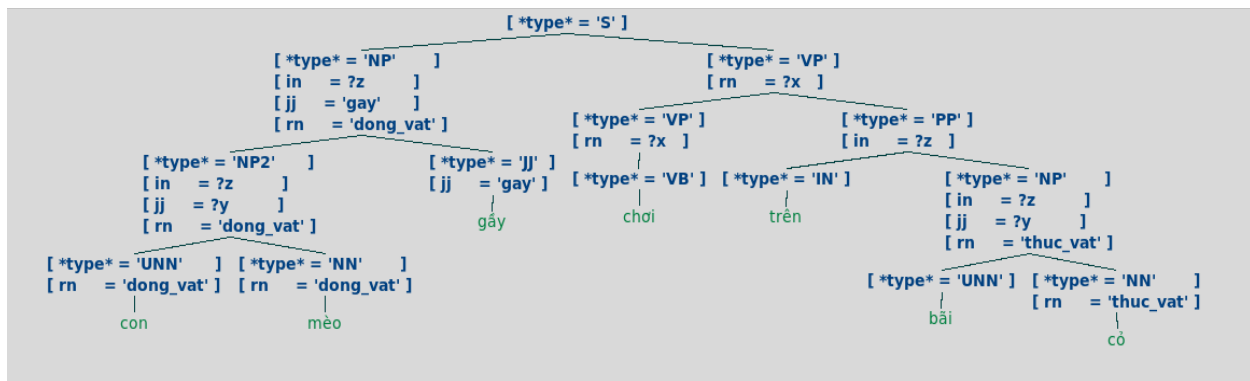 [ *type* = 'S' ]
[ *type* = 'NP' ]
[ in = ?z ]
[ jj = 'gay' ]
[ rn = 'dong_vat' ]
[ *type* = 'VP' ]
[ rn = ?x ]
[ *type* = 'NP2' ]
[ in = ?z ]
[ jj = ?y ]
[ rn = 'dong_vat' ]
[ *type* = 'JJ' ]
[ jj = 'gay' ]
gầy
[ *type* = 'VP' ]
[ rn = ?x ]
[ *type* = 'PP' ]
[ in = ?z ]
[ *type* = 'VB' ]
chơi
[ *type* = 'IN' ]
trên
[ *type* = 'NP' ]
[ in = ?z ]
[ jj = ?y ]
[ rn = 'thuc_vat' ]
[ *type* = 'UNN' ]
[ rn = 'dong_vat' ]
con
[ *type* = 'NN' ]
[ rn = 'dong_vat' ]
mèo
[ *type* = 'UNN' ]
bãi
[ *type* = 'NN' ]
[ rn = 'thuc_vat' ]
cỏ